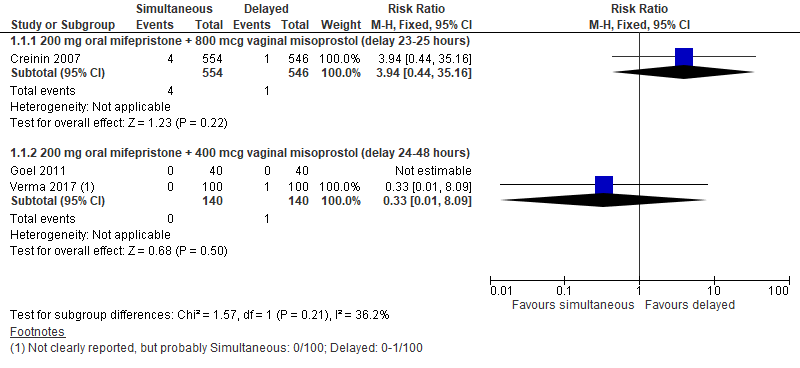 Simultaneous Delayed Risk Ratio Risk Ratio
Study or Subgroup Events Total Events Total Weight M-H, Fixed, 95% CI M-H, Fixed, 95% CI
1.1.1 200 mg oral mifepristone + 800 mcg vaginal misoprostol (delay 23-25 hours)
Creinin 2007 4 554 1 546 100.0% 3.94 [0.44, 35.16]
Subtotal (95% CI) 554 546 100.0% 3.94 [0.44, 35.16]
Total events 4 1
Heterogeneity: Not applicable
Test for overall effect: Z = 1.23 (P = 0.22)
1.1.2 200 mg oral mifepristone + 400 mcg vaginal misoprostol (delay 24-48 hours)
Goel 2011 0 40 0 40 Not estimable
Verma 2017 (1) 0 100 1 100 100.0% 0.33 [0.01, 8.09]
Subtotal (95% CI) 140 140 100.0% 0.33 [0.01, 8.09]
Total events 0 1
Heterogeneity: Not applicable
Test for overall effect: Z = 0.68 (P = 0.50)
0.01 0.1 1 10 100
Favours simultaneous Favours delayed
Test for subgroup differences: Chi² = 1.57, df = 1 (P = 0.21), I² = 36.2%
Footnotes
(1) Not clearly reported, but probably Simultaneous: 0/100; Delayed: 0-1/100